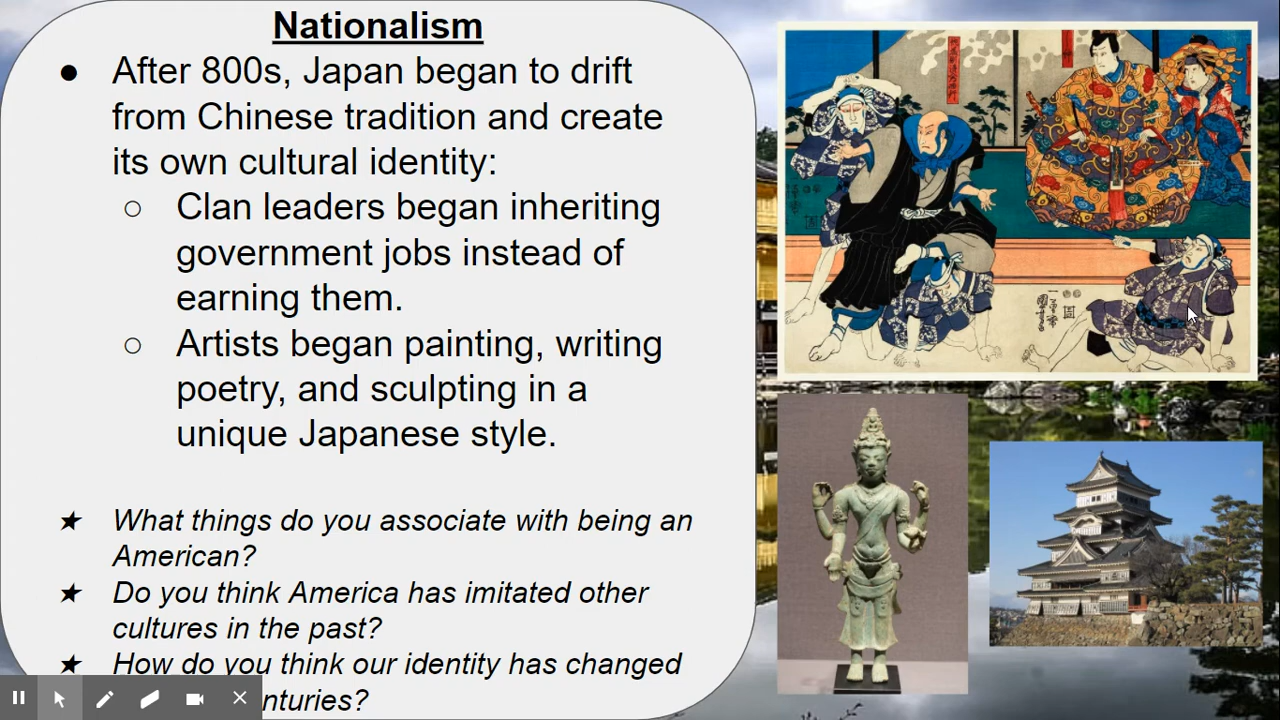 Nationalism
● After 800s, Japan began to drift
from Chinese tradition and create
its own cultural identity:
○ Clan leaders began inheriting
government jobs instead of
earning them.
○ Artists began painting, writing
poetry, and sculpting in a
unique Japanese style.
★ What things do you associate with being an
American?
★ Do you think America has imitated other
cultures in the past?
★ How do you think our identity has changed
nturies?